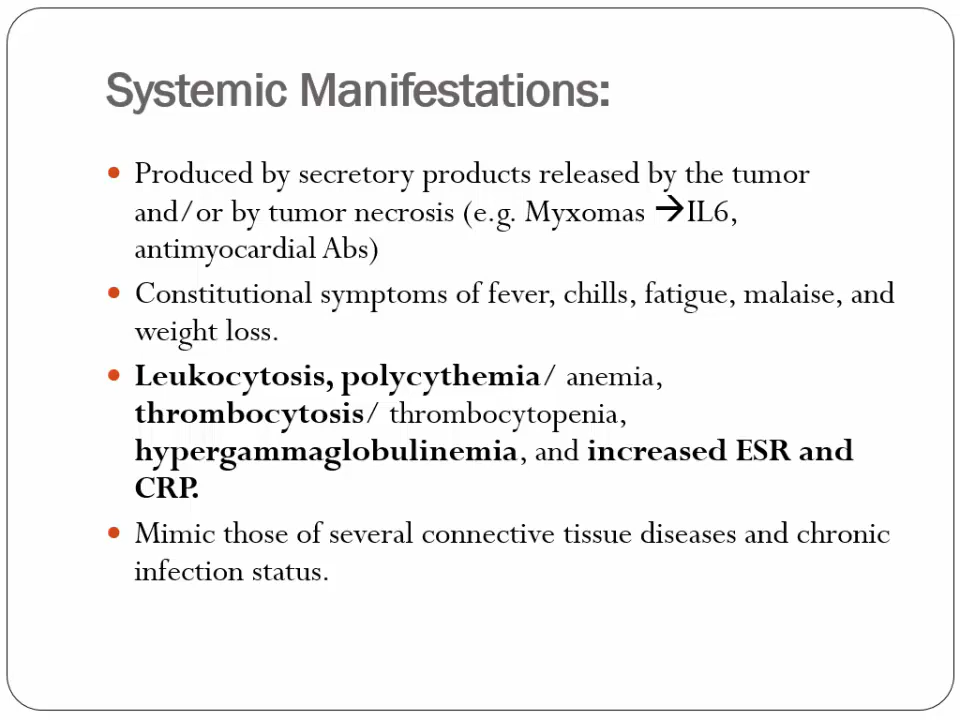 Systemic Manifestations:
• Produced by secretory products released by the tumor
and/or by tumor necrosis (e.g. Myxomas →IL6,
antimyocardial Abs)
• Constitutional symptoms of fever, chills, fatigue, malaise, and
weight loss.
• Leukocytosis, polycythemia/ anemia,
thrombocytosis/ thrombocytopenia,
hypergammaglobulinemia, and increased ESR and
CRP.
• Mimic those of several connective tissue diseases and chronic
infection status.